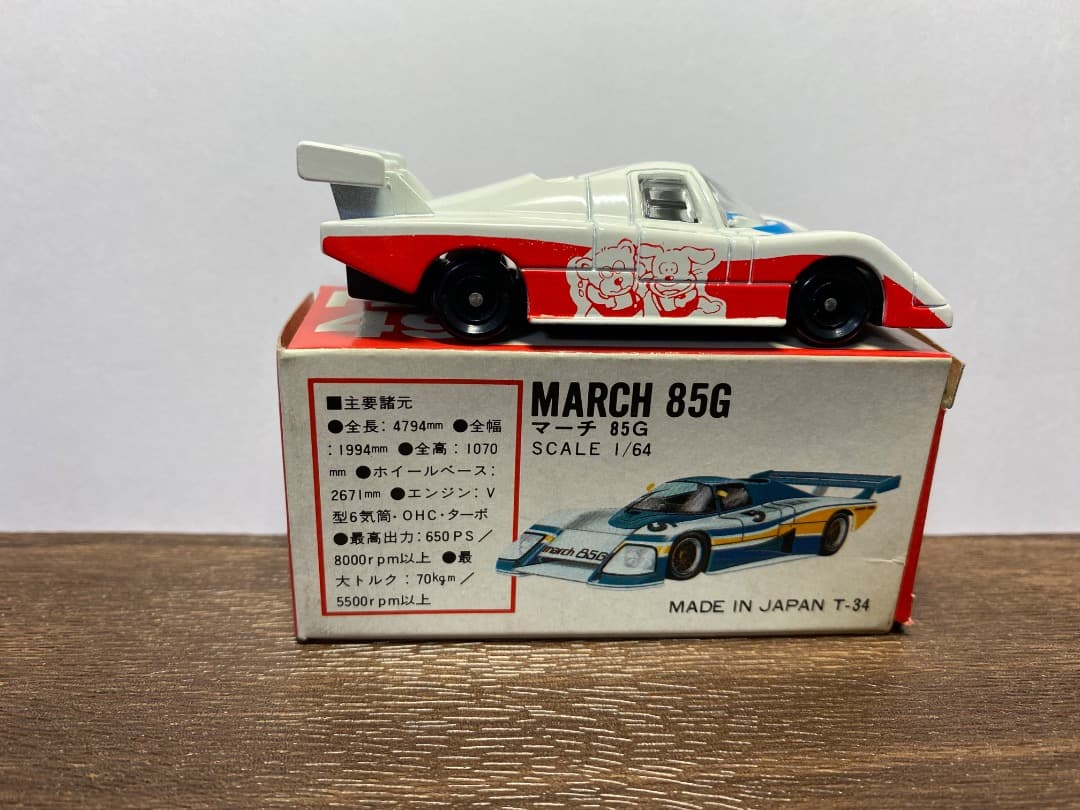 49
■主要諸元
●全長：4794mm ●全幅
：1994mm ●全高：1070
mm ●ホイールベース：
2671mm ●エンジン：V
型6気筒・OHC・ターボ
●最高出力：650PS／
8000rpm以上 ●最
大トルク：70kgm／
5500rpm以上
MARCH 85G
マーチ 85G
SCALE 1/64
march 85G
MADE IN JAPAN T-34